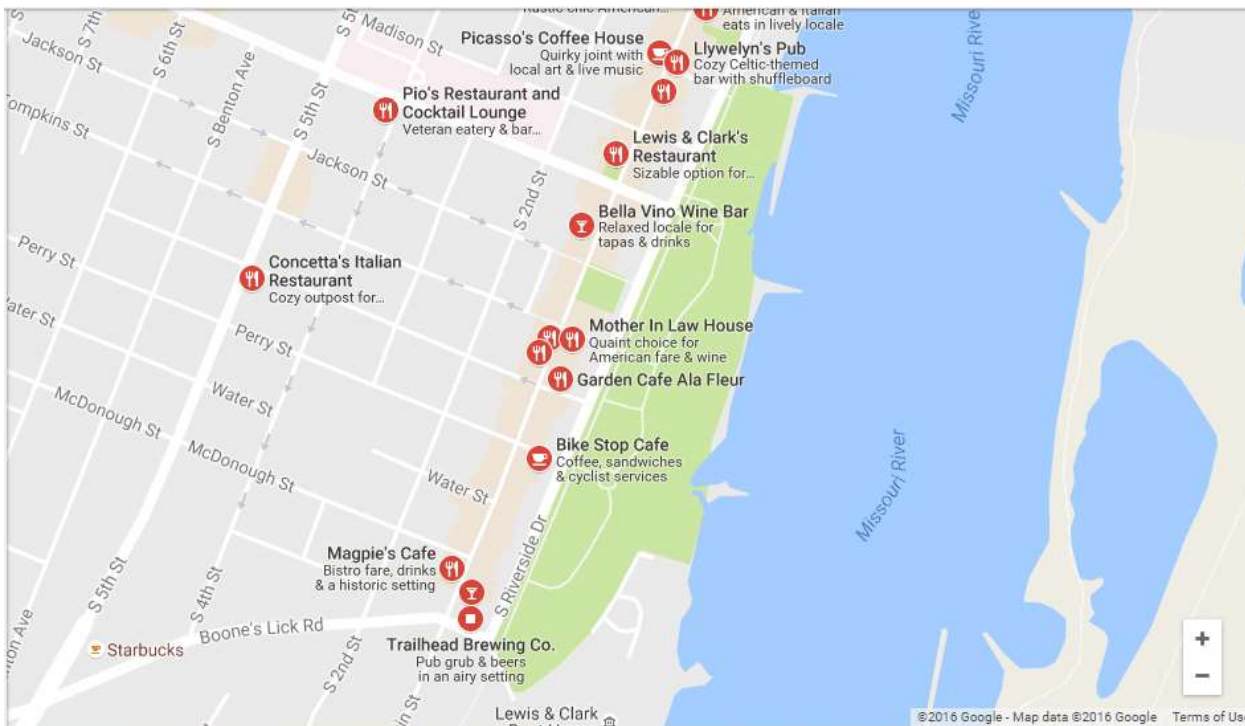 Rustic chic American...
American & Italian
eats in lively locale
Picasso's Coffee House
Quirky joint with
local art & live music
Llywelyn's Pub
Cozy Celtic-themed
bar with shuffleboard
Missouri River
S 7th St
S 6th St
S 5th St
Madison St
Jackson St
Tompkins St
S Benton Ave
S 5th St
Pio's Restaurant and
Cocktail Lounge
Veteran eatery & bar...
Lewis & Clark's
Restaurant
Sizable option for...
Jackson St
S 2nd St
Bella Vino Wine Bar
Relaxed locale for
tapas & drinks
Perry St
Concetta's Italian
Restaurant
Cozy outpost for...
Water St
Perry St
Mother In Law House
Quaint choice for
American fare & wine
Garden Cafe Ala Fleur
McDonough St
Water St
McDonough St
Bike Stop Cafe
Coffee, sandwiches
& cyclist services
Water St
Missouri River
S Riverside Dr
Magpie's Cafe
Bistro fare, drinks
& a historic setting
S 5th St
S 4th St
Boone's Lick Rd
Starbucks
S 2nd St
Trailhead Brewing Co.
Pub grub & beers
in an airy setting
Lewis & Clark
+
−
©2016 Google - Map data ©2016 Google
Terms of Us